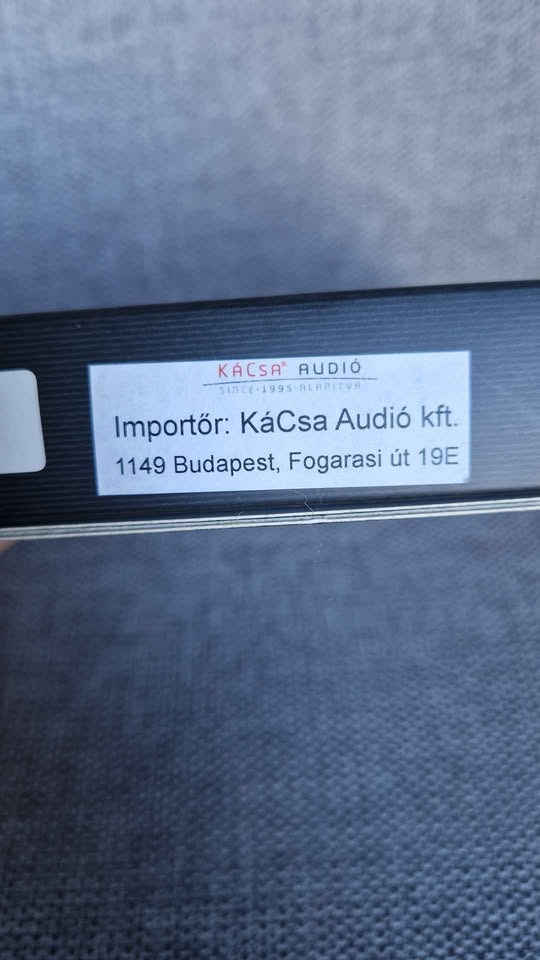 KÁCSA® AUDIÓ
SINCE·1995·ALAPÍTVA
Importőr: KáCsa Audió kft.
1149 Budapest, Fogarasi út 19E